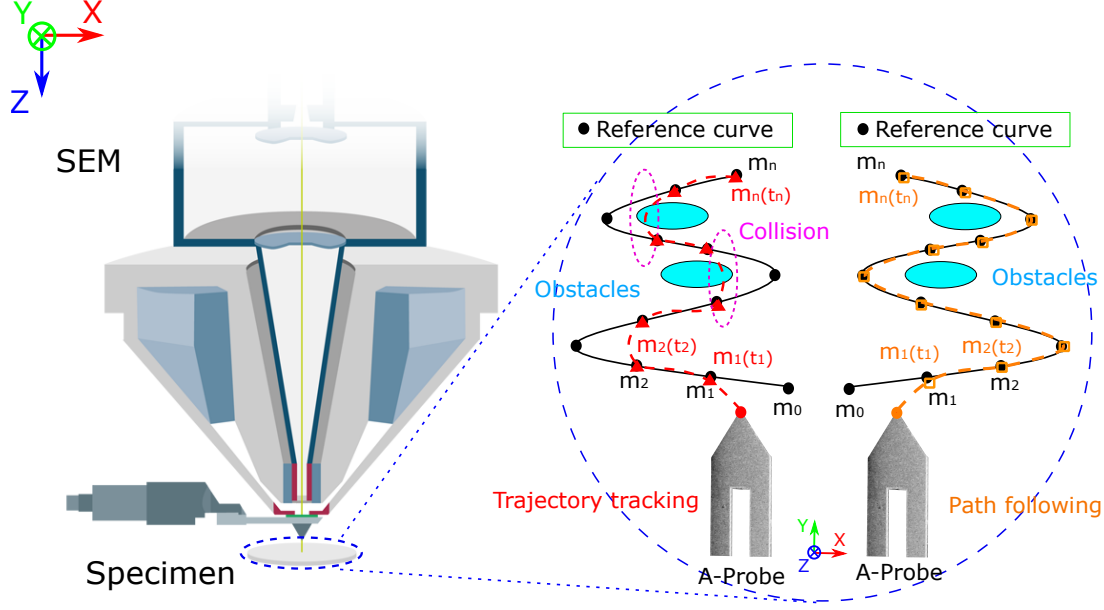 Y
X
Z
SEM
Specimen
Reference curve
mn
mn(tn)
Collision
Obstacles
m2(t2)
m1(t1)
m2
m1
m0
Trajectory tracking
A-Probe
Reference curve
mn
mn(tn)
Obstacles
m1(t1)
m2(t2)
m2
m1
m0
Path following
A-Probe
Y
Z
X